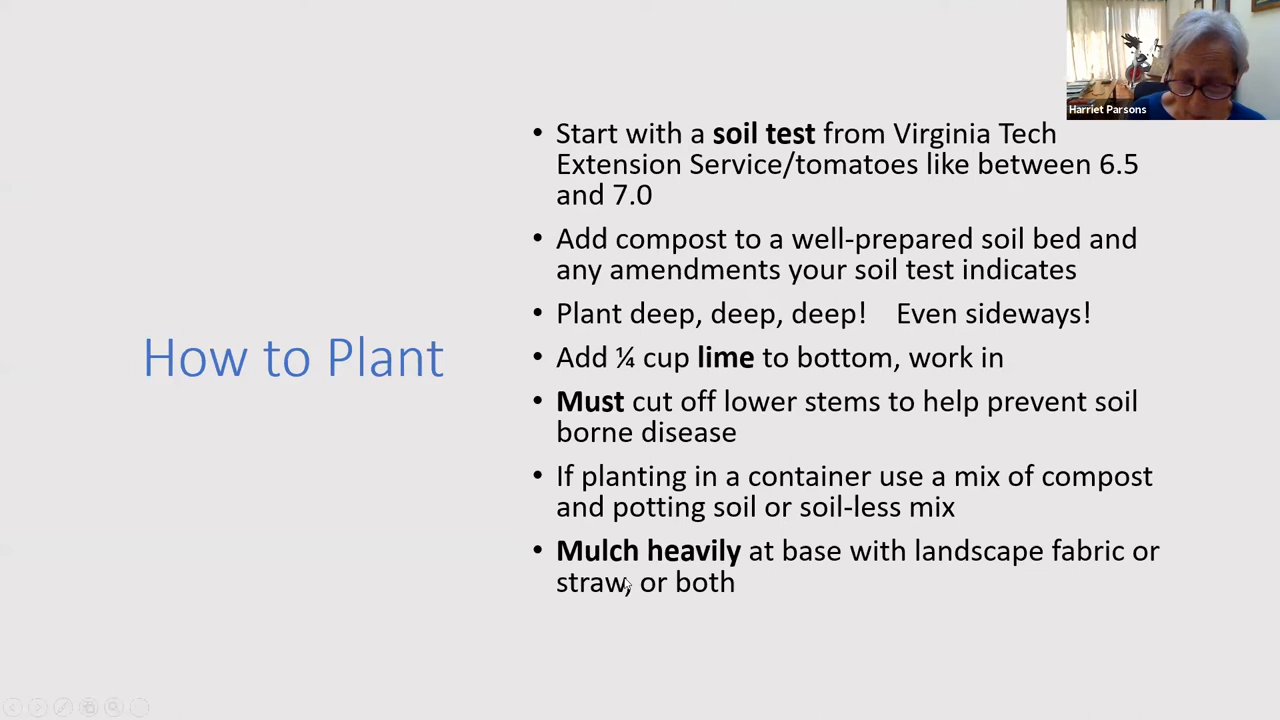 Harriet Parsons
How to Plant
• Start with a soil test from Virginia Tech
Extension Service/tomatoes like between 6.5
and 7.0
• Add compost to a well-prepared soil bed and
any amendments your soil test indicates
• Plant deep, deep, deep! Even sideways!
• Add ¼ cup lime to bottom, work in
• Must cut off lower stems to help prevent soil
borne disease
• If planting in a container use a mix of compost
and potting soil or soil-less mix
• Mulch heavily at base with landscape fabric or
straw, or both